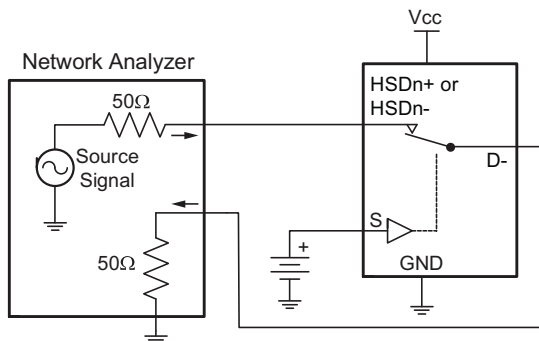 Vcc
Network Analyzer
HSDn+ or
HSDn-
50Ω
Source
Signal
D-
S
+
50Ω
GND